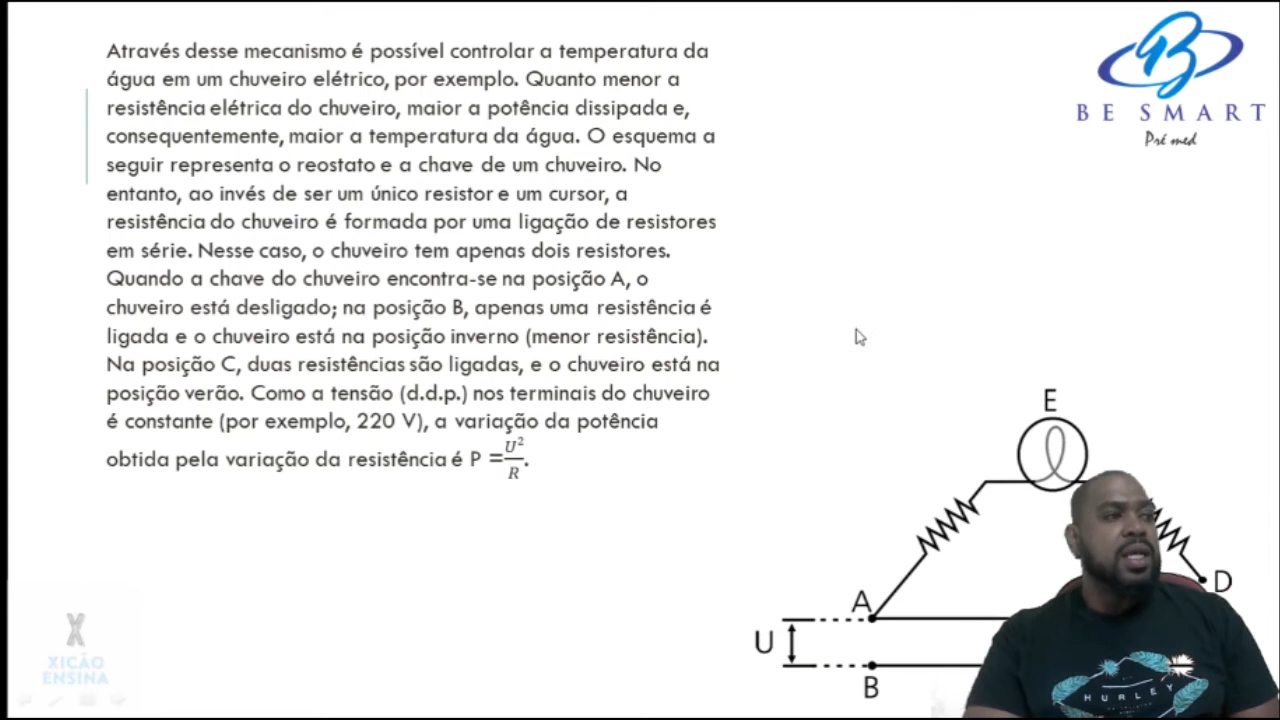 Através desse mecanismo é possível controlar a temperatura da
água em um chuveiro elétrico, por exemplo. Quanto menor a
resistência elétrica do chuveiro, maior a potência dissipada e,
consequentemente, maior a temperatura da água. O esquema a
seguir representa o reostato e a chave de um chuveiro. No
entanto, ao invés de ser um único resistor e um cursor, a
resistência do chuveiro é formada por uma ligação de resistores
em série. Nesse caso, o chuveiro tem apenas dois resistores.
Quando a chave do chuveiro encontra-se na posição A, o
chuveiro está desligado; na posição B, apenas uma resistência é
ligada e o chuveiro está na posição inverno (menor resistência).
Na posição C, duas resistências são ligadas, e o chuveiro está na
posição verão. Como a tensão (d.d.p.) nos terminais do chuveiro
é constante (por exemplo, 220 V), a variação da potência
obtida pela variação da resistência é P =U²/R.
BE SMART
Pré med
E
D
A
U
B
HURLEY
XICÃO
ENSINA